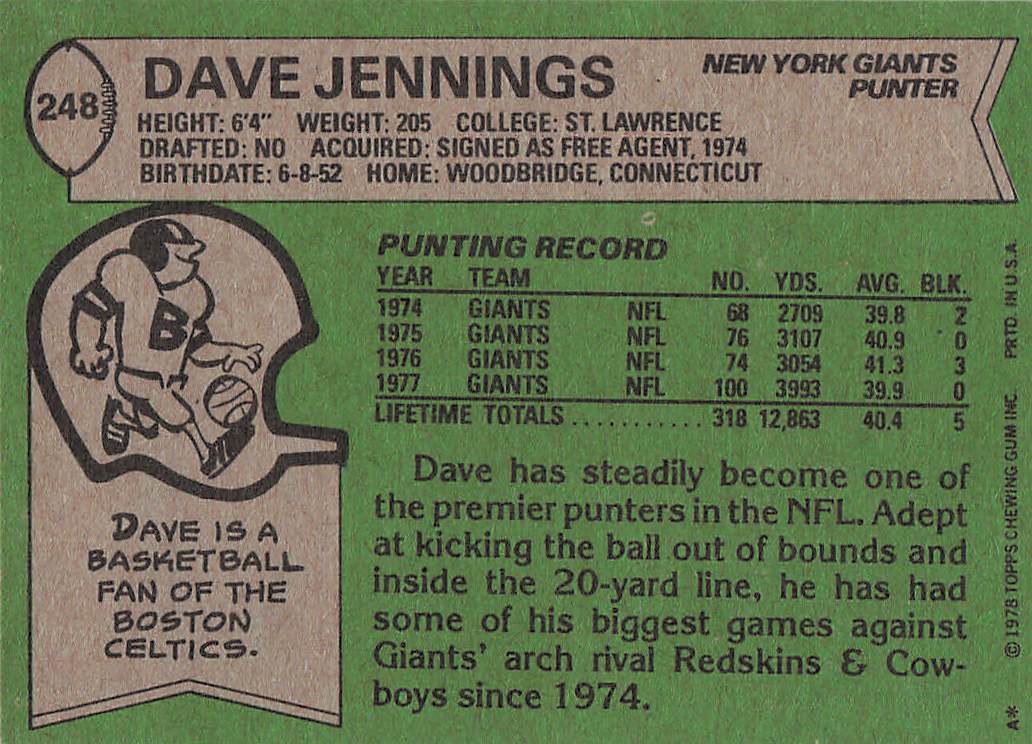 248
DAVE JENNINGS
NEW YORK GIANTS
PUNTER
HEIGHT: 6'4" WEIGHT: 205 COLLEGE: ST. LAWRENCE
DRAFTED: NO ACQUIRED: SIGNED AS FREE AGENT, 1974
BIRTHDATE: 6-8-52 HOME: WOODBRIDGE, CONNECTICUT
B
DAVE IS A
BASKETBALL
FAN OF THE
BOSTON
CELTICS.
PUNTING RECORD
YEAR TEAM NO. YDS. AVG. BLK.
1974 GIANTS NFL 68 2709 39.8 2
1975 GIANTS NFL 76 3107 40.9 0
1976 GIANTS NFL 74 3054 41.3 3
1977 GIANTS NFL 100 3993 39.9 0
LIFETIME TOTALS ........... 318 12,863 40.4 5
Dave has steadily become one of
the premier punters in the NFL. Adept
at kicking the ball out of bounds and
inside the 20-yard line, he has had
some of his biggest games against
Giants' arch rival Redskins & Cow-
boys since 1974.
A* © 1978 TOPPS CHEWING GUM INC. PRTD. IN U.S.A.